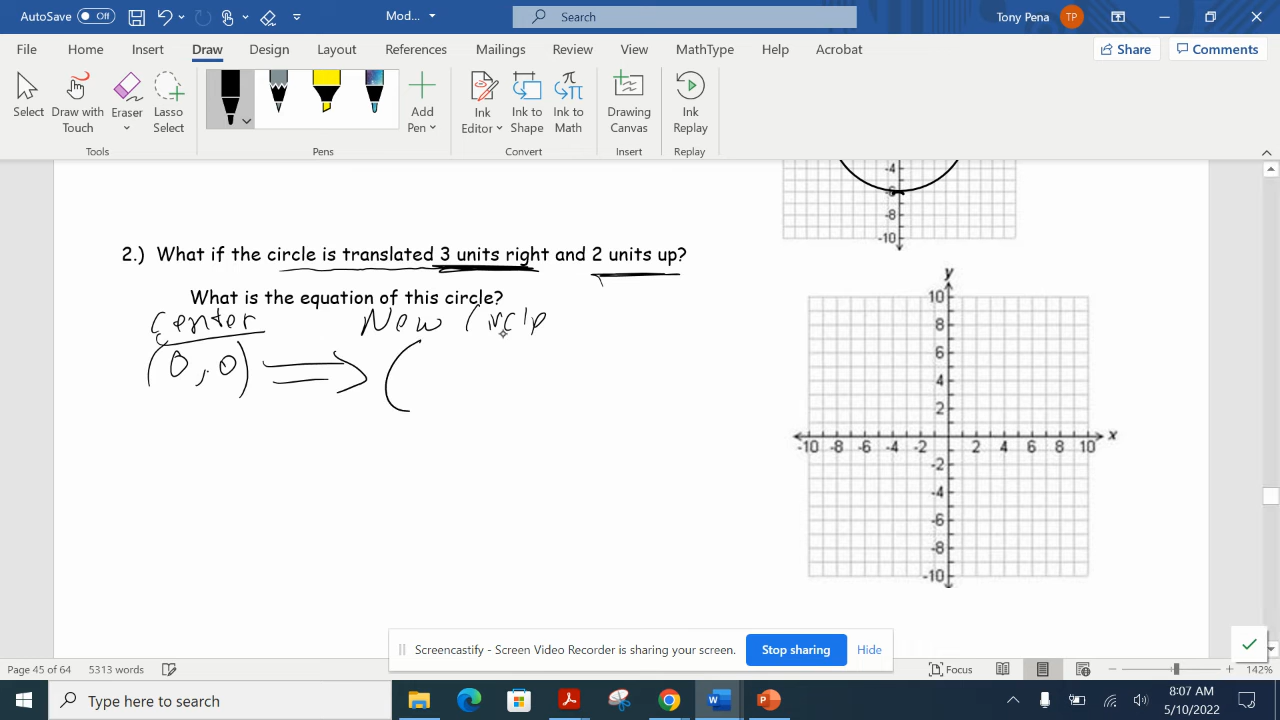 AutoSave Off Mod... Search Tony Pena TP
File Home Insert Draw Design Layout References Mailings Review View MathType Help Acrobat Share Comments
Select Draw with Touch Eraser Lasso Select Add Pen Ink Editor Ink to Shape Ink to Math Drawing Canvas Ink Replay
Tools Pens Convert Insert Replay
-4
-6
-8
-10
2.) What if the circle is translated 3 units right and 2 units up?
What is the equation of this circle?
Center New Circle
(0,0) (
y
10
8
6
4
2
-10 -8 -6 -4 -2 2 4 6 8 10 x
-2
-4
-6
-8
-10
Screencastify - Screen Video Recorder is sharing your screen. Stop sharing Hide
Page 45 of 64 5313 words Focus 142%
Type here to search 8:07 AM
5/10/2022